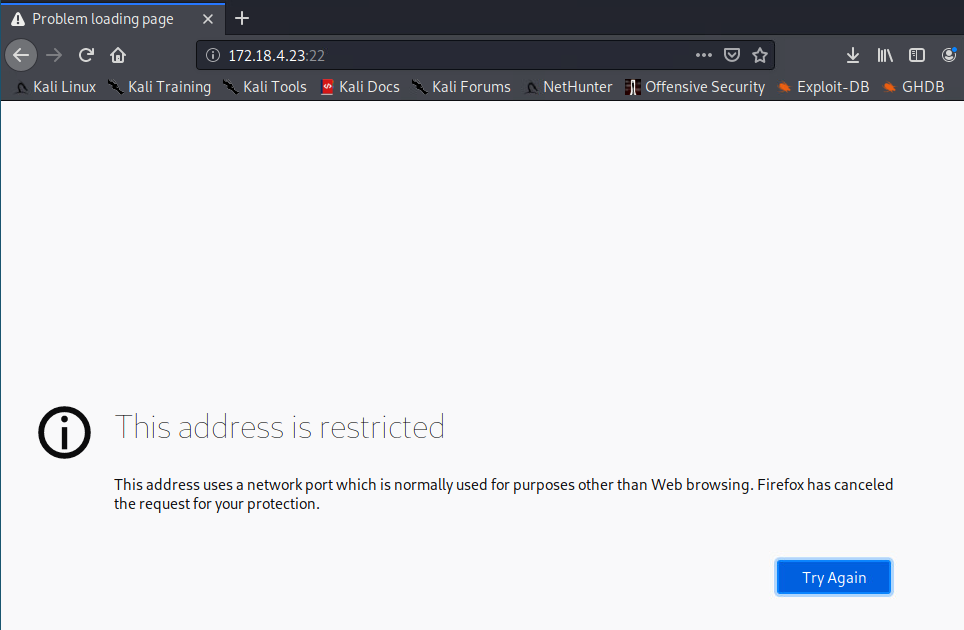 Problem loading page
172.18.4.23:22
Kali Linux Kali Training Kali Tools Kali Docs Kali Forums NetHunter Offensive Security Exploit-DB GHDB
This address is restricted
This address uses a network port which is normally used for purposes other than Web browsing. Firefox has canceled
the request for your protection.
Try Again